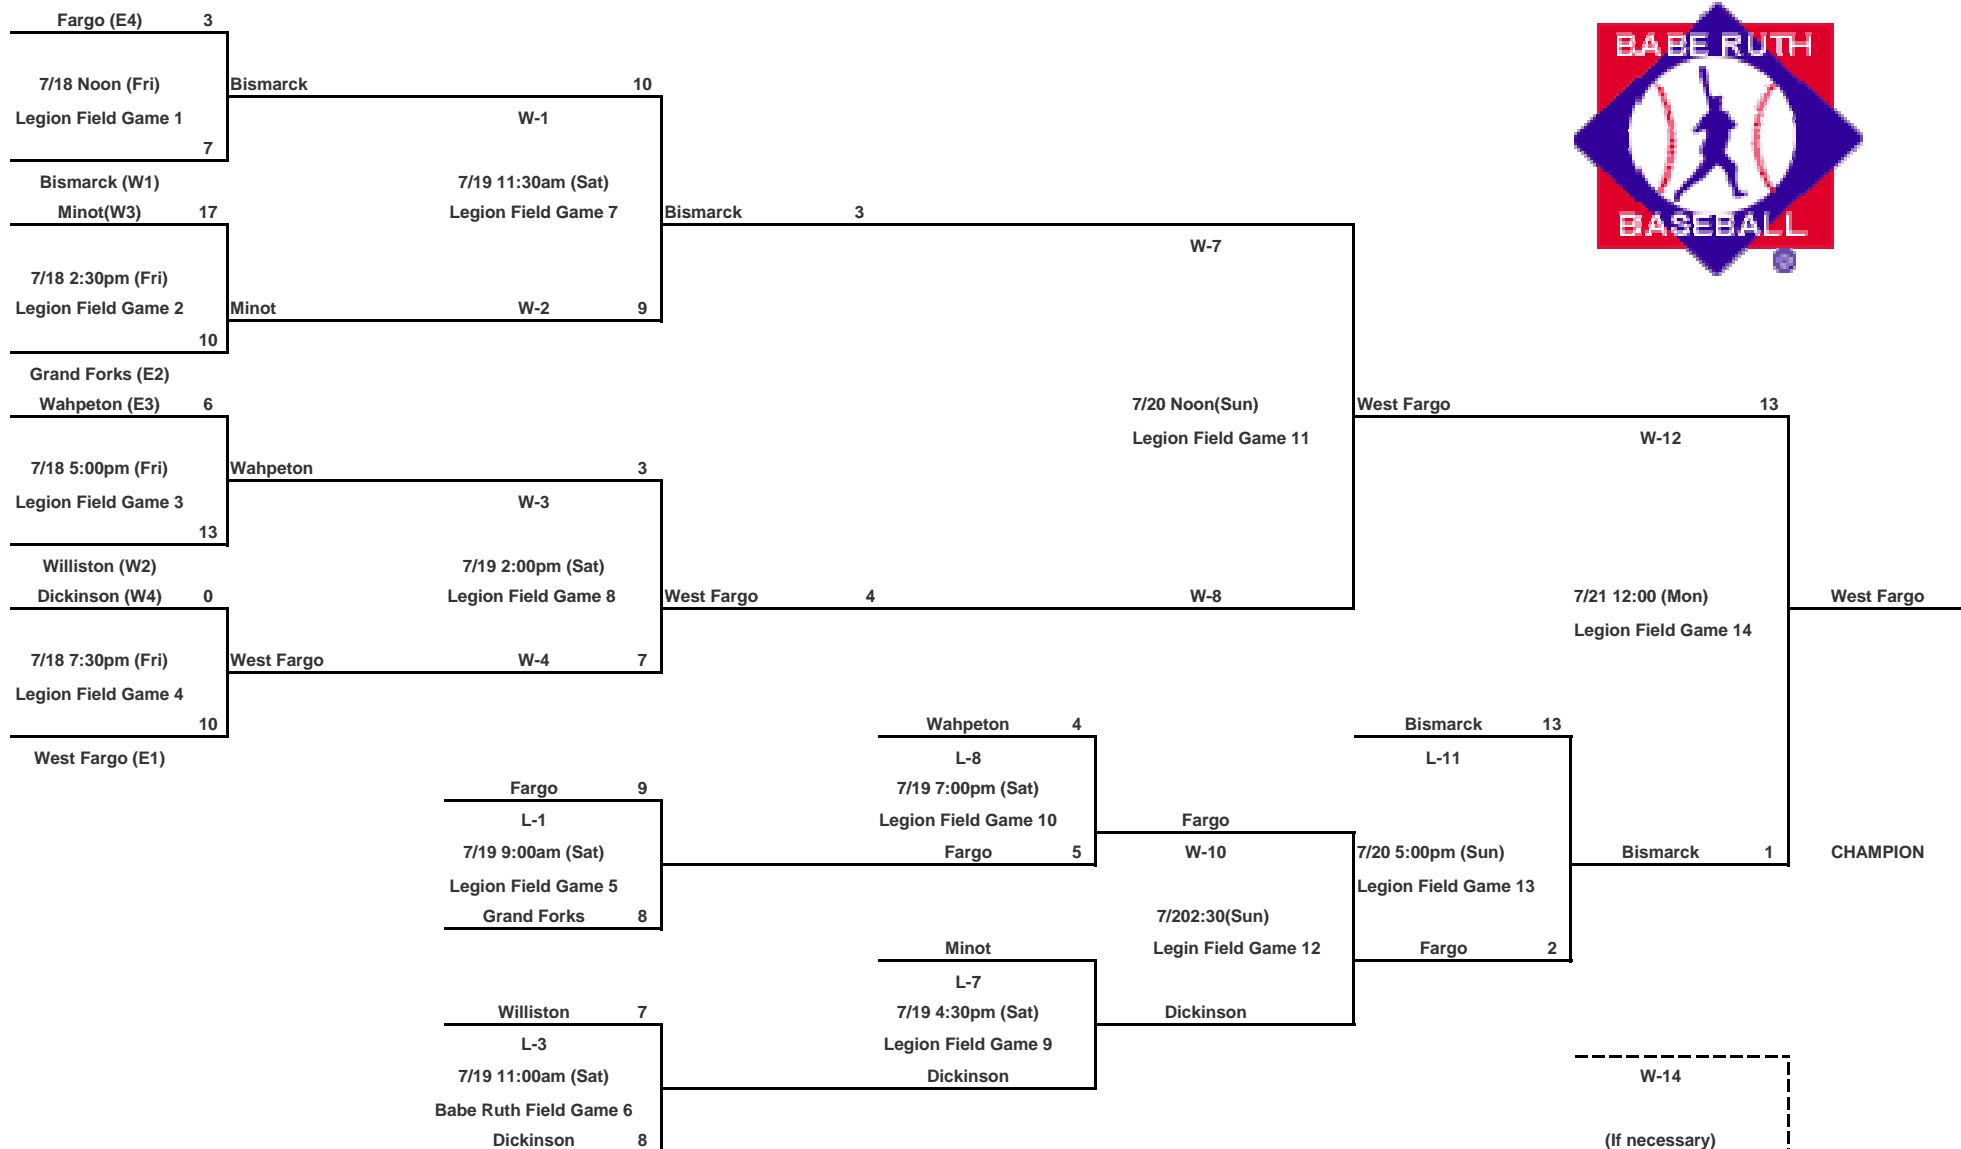 Fargo (E4) 3
BABE RUTH
7/18 Noon (Fri) Bismarck 10
Legion Field Game 1 W-1
7
Bismarck (W1) 7/19 11:30am (Sat)
Minot(W3) 17 Legion Field Game 7 Bismarck 3
BASEBALL
W-7
®
7/18 2:30pm (Fri)
Legion Field Game 2 Minot W-2 9
10
Grand Forks (E2)
Wahpeton (E3) 6 7/20 Noon(Sun) West Fargo 13
Legion Field Game 11 W-12
7/18 5:00pm (Fri) Wahpeton 3
Legion Field Game 3 W-3
13
Williston (W2) 7/19 2:00pm (Sat)
Dickinson (W4) 0 Legion Field Game 8 West Fargo 4 W-8 7/21 12:00 (Mon) West Fargo
Legion Field Game 14
7/18 7:30pm (Fri) West Fargo W-4 7
Legion Field Game 4
10 Wahpeton 4 Bismarck 13
West Fargo (E1) L-8 L-11
Fargo 9 7/19 7:00pm (Sat)
L-1 Legion Field Game 10 Fargo
7/19 9:00am (Sat) Fargo 5 W-10 7/20 5:00pm (Sun) Bismarck 1 CHAMPION
Legion Field Game 5 Legion Field Game 13
Grand Forks 8 7/202:30(Sun)
Minot Legin Field Game 12 Fargo 2
L-7
Williston 7 7/19 4:30pm (Sat) Dickinson
L-3 Legion Field Game 9
7/19 11:00am (Sat) Dickinson W-14
Babe Ruth Field Game 6
Dickinson 8 (If necessary)